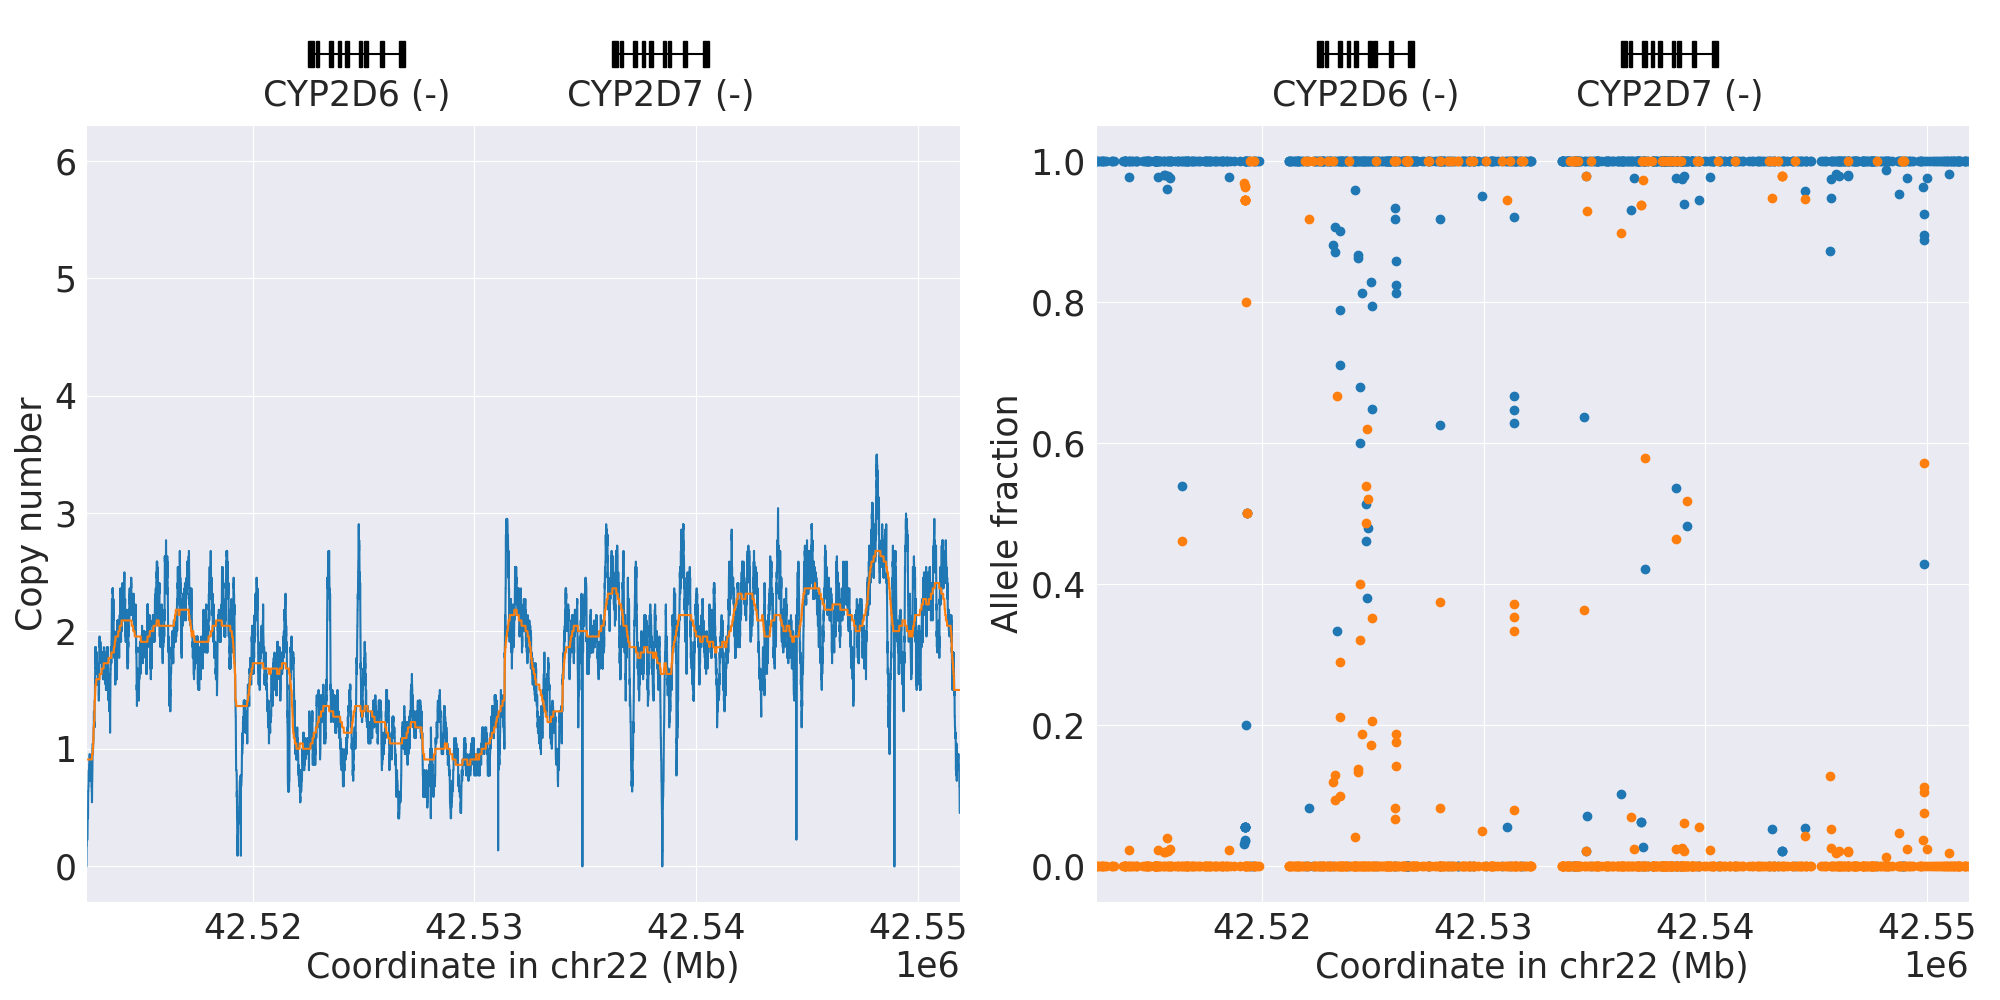 CYP2D6 (-) CYP2D7 (-)
6
5
4
3
2
1
0
Copy number
42.52 42.53 42.54 42.55
1e6
Coordinate in chr22 (Mb)
CYP2D6 (-) CYP2D7 (-)
1.0
0.8
0.6
0.4
0.2
0.0
Allele fraction
42.52 42.53 42.54 42.55
1e6
Coordinate in chr22 (Mb)